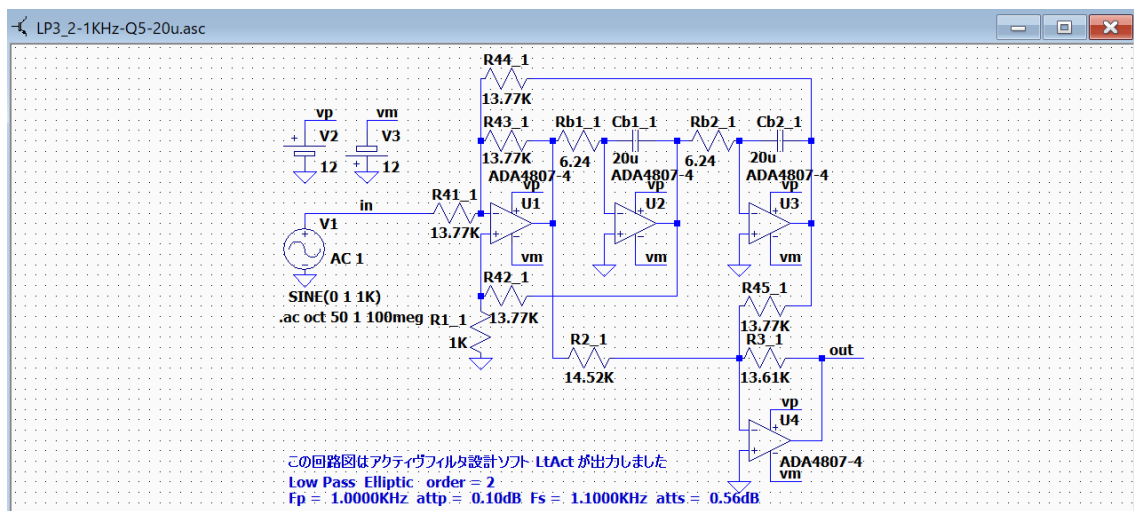 LP3_2-1KHz-Q5-20u.asc
R44_1
13.77K
vp
vm
V2
V3
12
12
R43_1
13.77K
Rb1_1
6.24
Cb1_1
20u
Rb2_1
6.24
Cb2_1
20u
ADA4807-4
ADA4807-4
ADA4807-4
vp
vp
vp
U1
U2
U3
vm
vm
vm
in
R41_1
13.77K
V1
AC 1
SINE(0 1 1K)
.ac oct 50 1 100meg
R42_1
13.77K
R1_1
1K
R45_1
13.77K
R2_1
14.52K
R3_1
13.61K
out
vp
U4
ADA4807-4
vm
この回路図はアクティヴフィルタ設計ソフト LtAct が出力しました
Low Pass Elliptic order = 2
Fp = 1.0000KHz attp = 0.10dB Fs = 1.1000KHz atts = 0.56dB